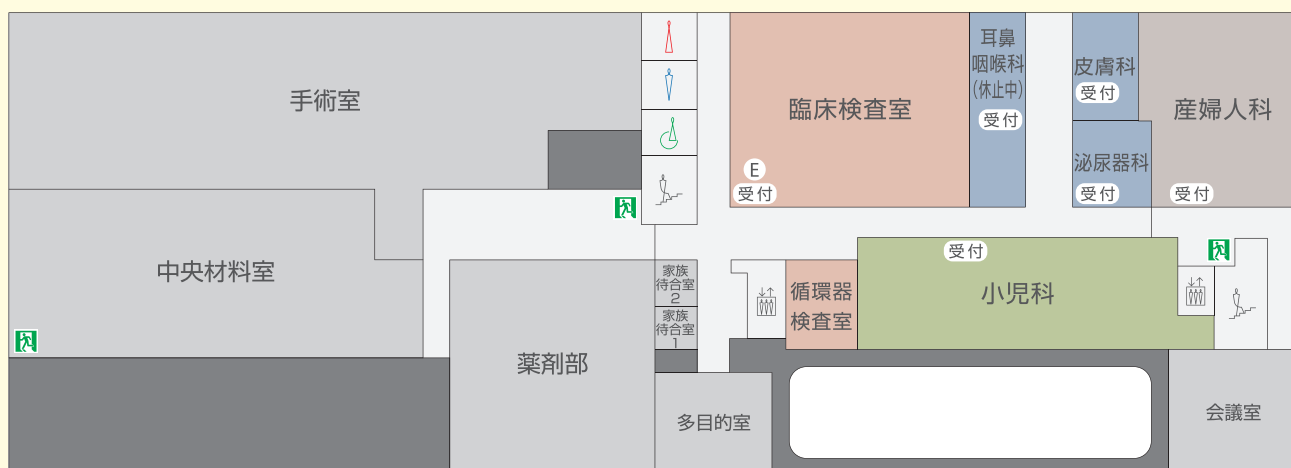 手術室
臨床検査室
E
受付
耳鼻
咽喉科
(休止中)
受付
皮膚科
受付
泌尿器科
受付
産婦人科
受付
中央材料室
薬剤部
家族
待合室
2
家族
待合室
1
循環器
検査室
受付
小児科
多目的室
会議室